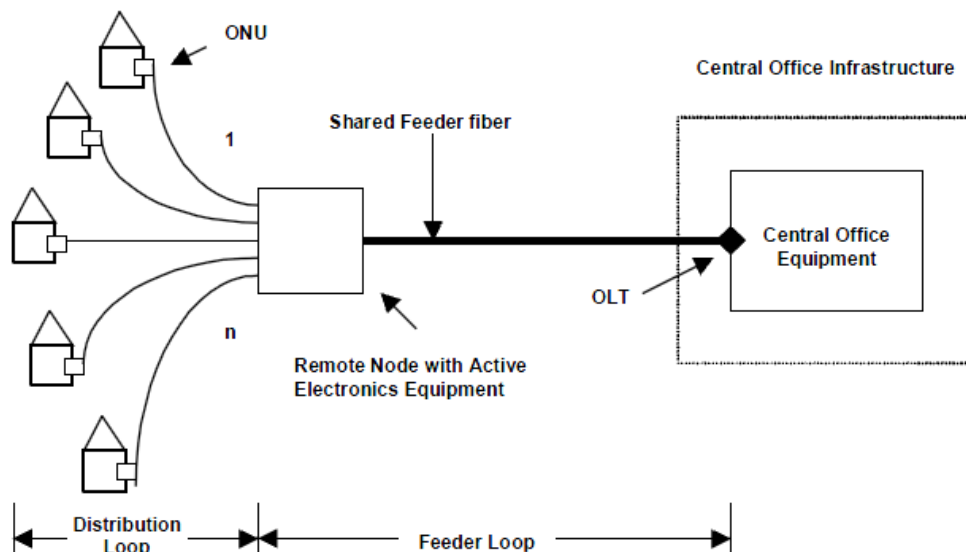 ONU
Central Office Infrastructure
Shared Feeder fiber
1
Central Office
Equipment
OLT
n
Remote Node with Active
Electronics Equipment
Distribution
Loop
Feeder Loop